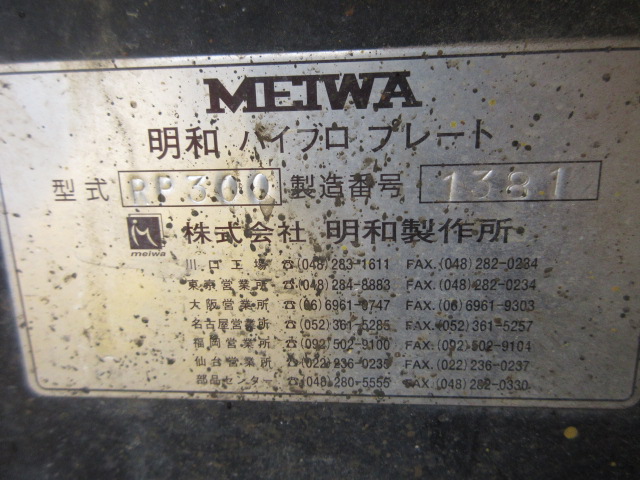 MEIWA
明和 バイブロ プレート
型式 RP300 製造番号 1381
meiwa 株式会社 明和製作所
川口工場 ☎(048)283-1611 FAX.(048)282-0234
東京営業所 ☎(048)284-8883 FAX.(048)282-0234
大阪営業所 ☎(06)6961-0747 FAX.(06)6961-9303
名古屋営業所 ☎(052)361-5285 FAX.(052)361-5257
福岡営業所 ☎(092)502-9100 FAX.(092)502-9104
仙台営業所 ☎(022)236-0235 FAX.(022)236-0237
部品センター ☎(048)280-5555 FAX.(048)282-0330